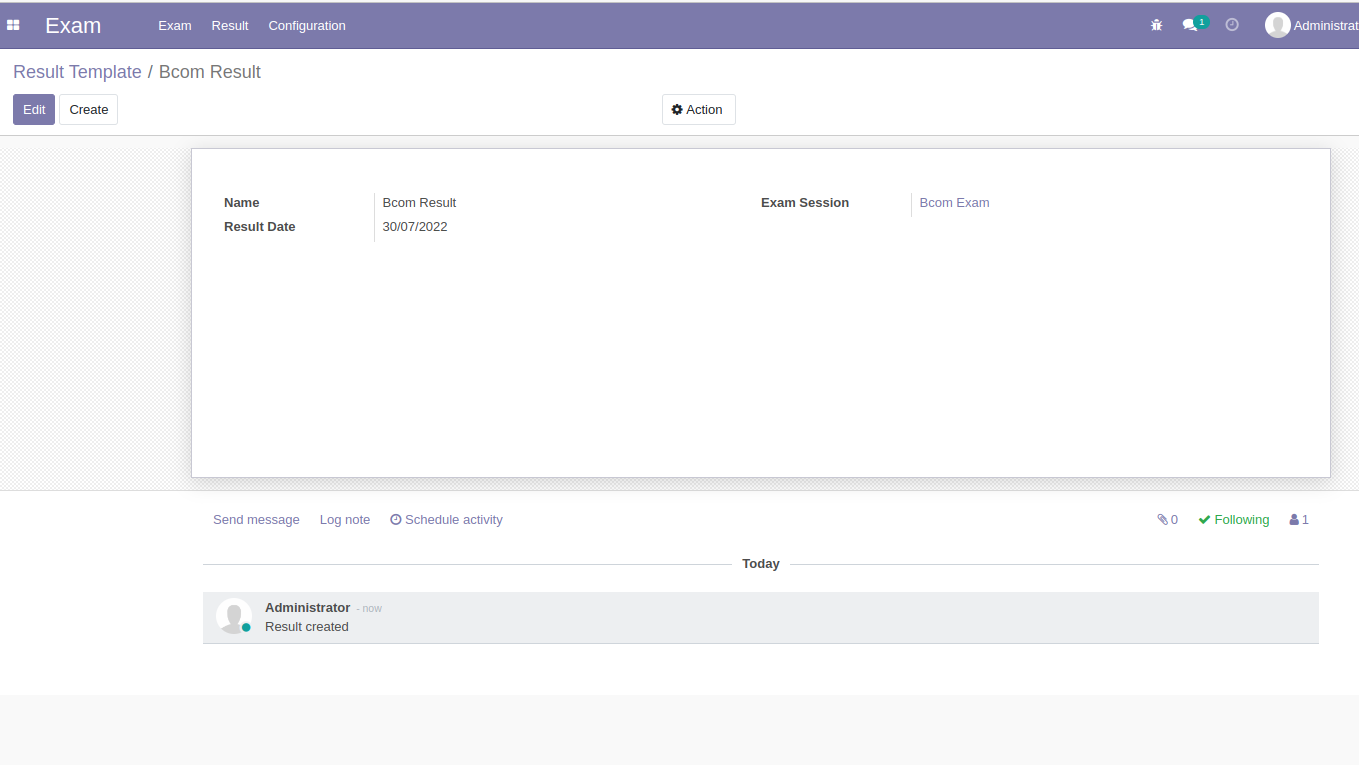 Exam Exam Result Configuration 1 Administrat
Result Template / Bcom Result
Edit Create Action
Name Bcom Result Exam Session Bcom Exam
Result Date 30/07/2022
Send message Log note Schedule activity 0 Following 1
Today
Administrator - now
Result created